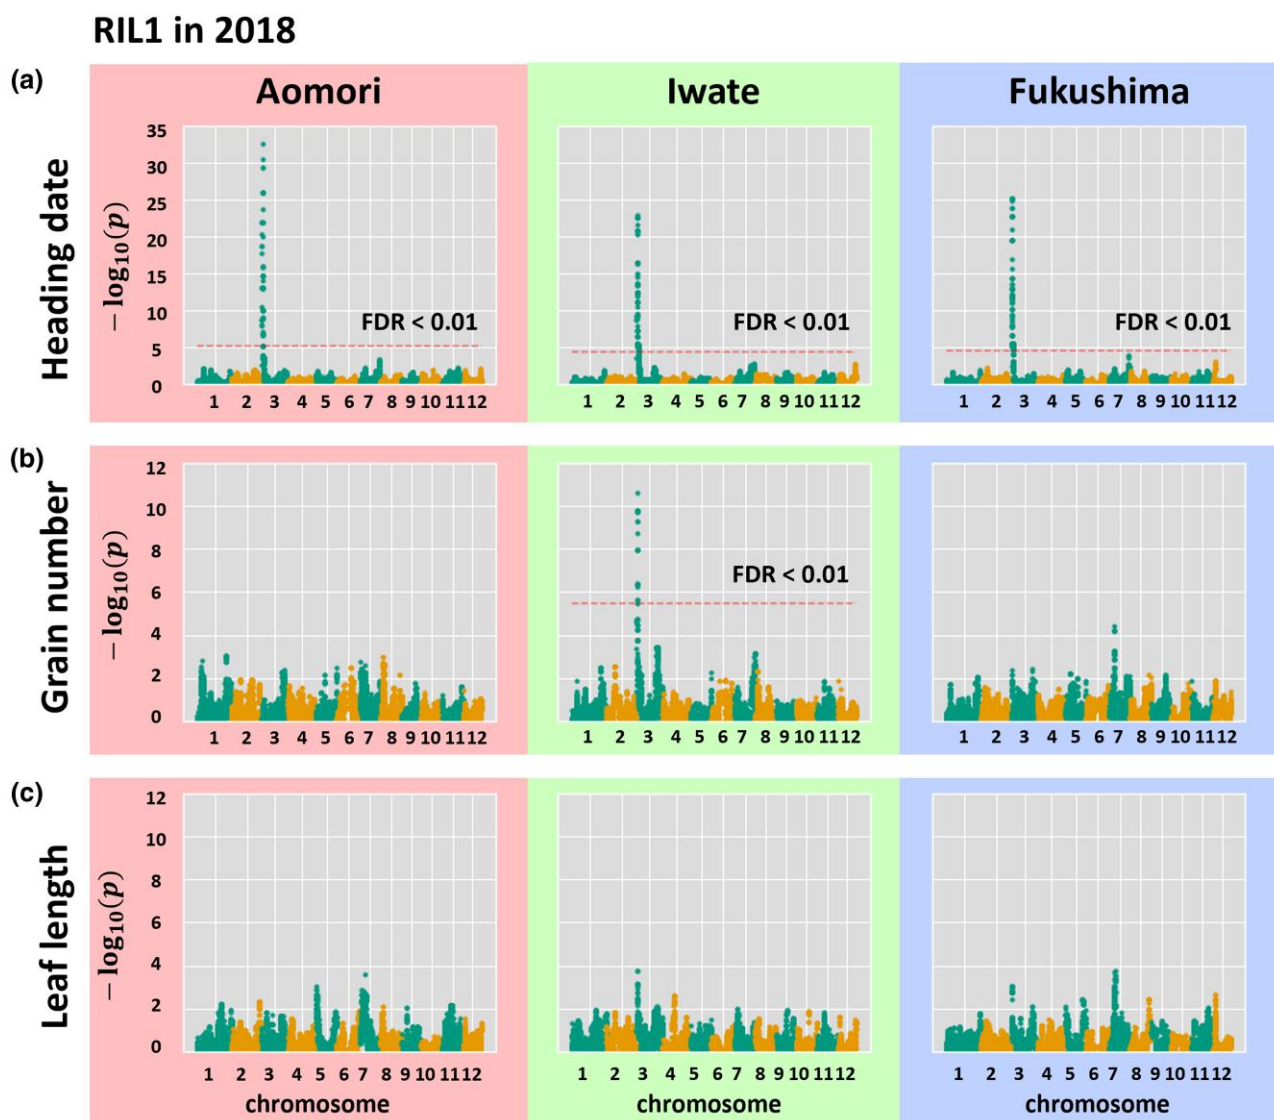 RIL1 in 2018
(a)
Aomori
Iwate
Fukushima
Heading date
− log₁₀(p)
35
30
25
20
15
10
5
0
FDR < 0.01
FDR < 0.01
FDR < 0.01
1 2 3 4 5 6 7 8 9 10 11 12
1 2 3 4 5 6 7 8 9 10 11 12
1 2 3 4 5 6 7 8 9 10 11 12
(b)
Grain number
− log₁₀(p)
12
10
8
6
4
2
0
FDR < 0.01
1 2 3 4 5 6 7 8 9 10 11 12
1 2 3 4 5 6 7 8 9 10 11 12
1 2 3 4 5 6 7 8 9 10 11 12
(c)
Leaf length
− log₁₀(p)
12
10
8
6
4
2
0
1 2 3 4 5 6 7 8 9 10 11 12
1 2 3 4 5 6 7 8 9 10 11 12
1 2 3 4 5 6 7 8 9 10 11 12
chromosome
chromosome
chromosome